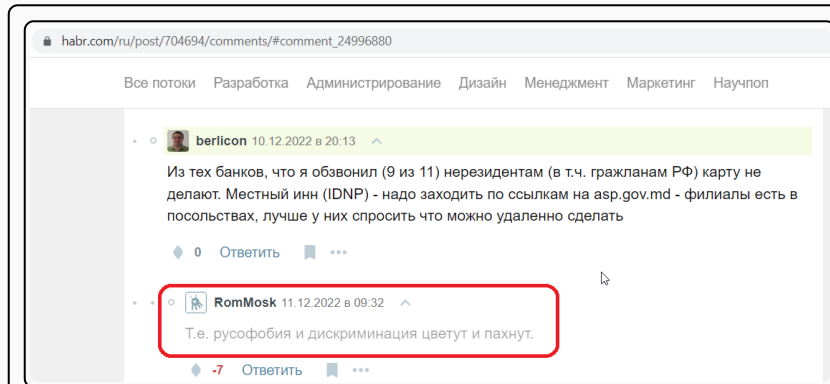 habr.com/ru/post/704694/comments/#comment_24996880
Все потоки Разработка Администрирование Дизайн Менеджмент Маркетинг Научпоп
berlicon 10.12.2022 в 20:13
Из тех банков, что я обзвонил (9 из 11) нерезидентам (в т.ч. гражланам РФ) карту не
делают. Местный инн (IDNP) - надо заходить по ссылкам на asp.gov.md - филиалы есть в
посольствах, лучше у них спросить что можно удаленно сделать
0 Ответить
RomMosk 11.12.2022 в 09:32
Т.е. русофобия и дискриминация цветут и пахнут.
-7 Ответить